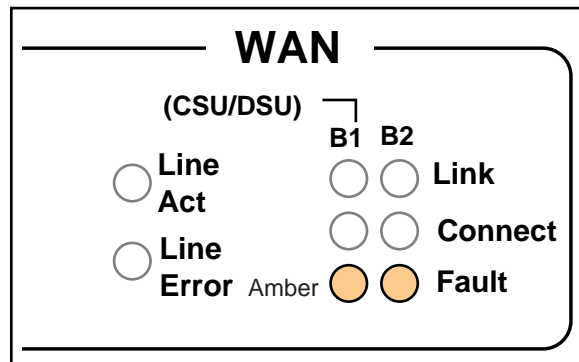 WAN
(CSU/DSU)
B1 B2
Line Act
Link
Connect
Line Error
Amber
Fault